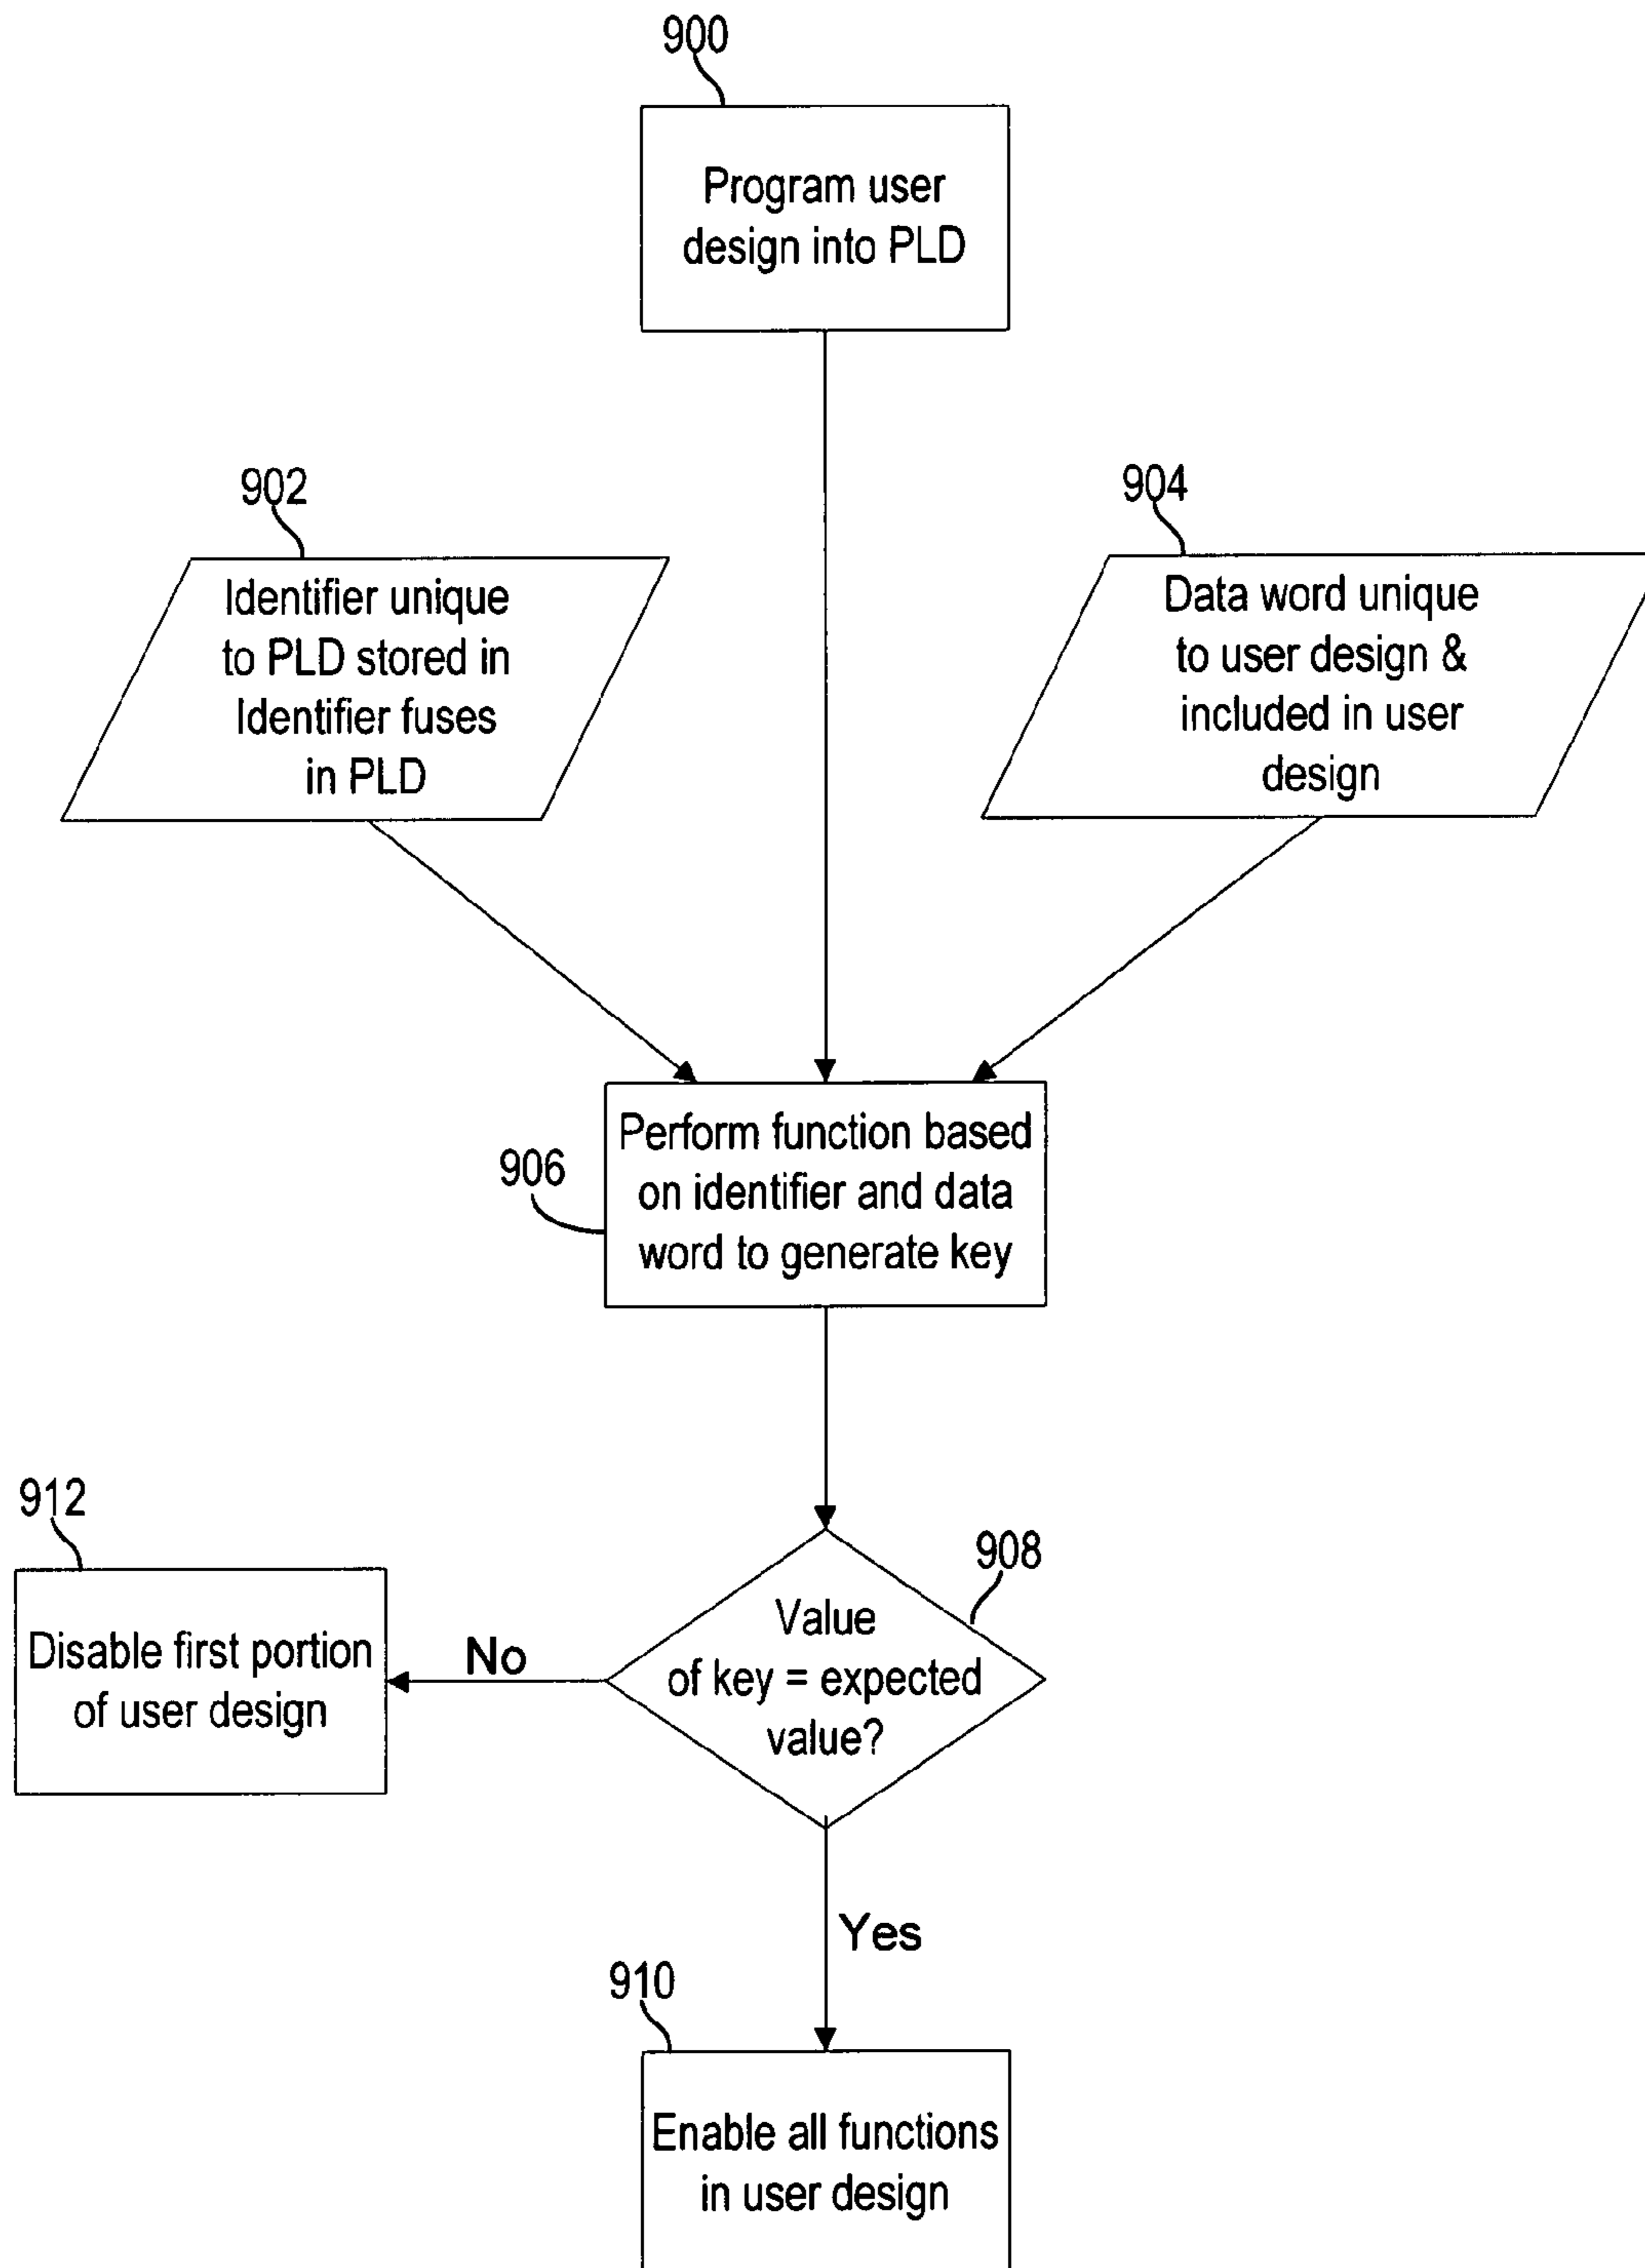 900
Program user
design into PLD
902
Identifier unique
to PLD stored in
Identifier fuses
in PLD
904
Data word unique
to user design &
included in user
design
906
Perform function based
on identifier and data
word to generate key
908
Value
of key = expected
value?
No
912
Disable first portion
of user design
Yes
910
Enable all functions
in user design